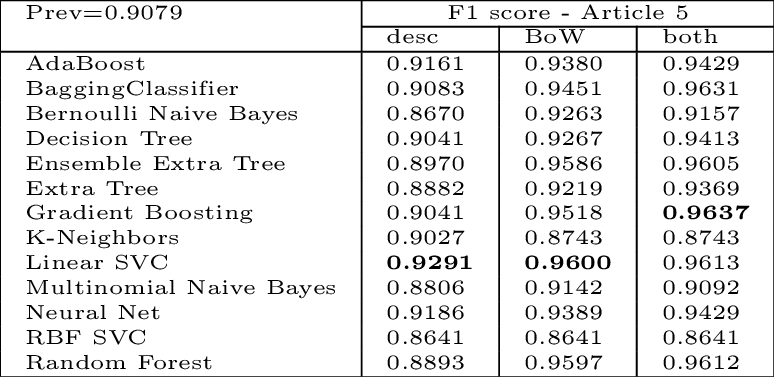 Prev=0.9079 F1 score - Article 5
desc BoW both
AdaBoost 0.9161 0.9380 0.9429
BaggingClassifier 0.9083 0.9451 0.9631
Bernoulli Naive Bayes 0.8670 0.9263 0.9157
Decision Tree 0.9041 0.9267 0.9413
Ensemble Extra Tree 0.8970 0.9586 0.9605
Extra Tree 0.8882 0.9219 0.9369
Gradient Boosting 0.9041 0.9518 0.9637
K-Neighbors 0.9027 0.8743 0.8743
Linear SVC 0.9291 0.9600 0.9613
Multinomial Naive Bayes 0.8806 0.9142 0.9092
Neural Net 0.9186 0.9389 0.9429
RBF SVC 0.8641 0.8641 0.8641
Random Forest 0.8893 0.9597 0.9612